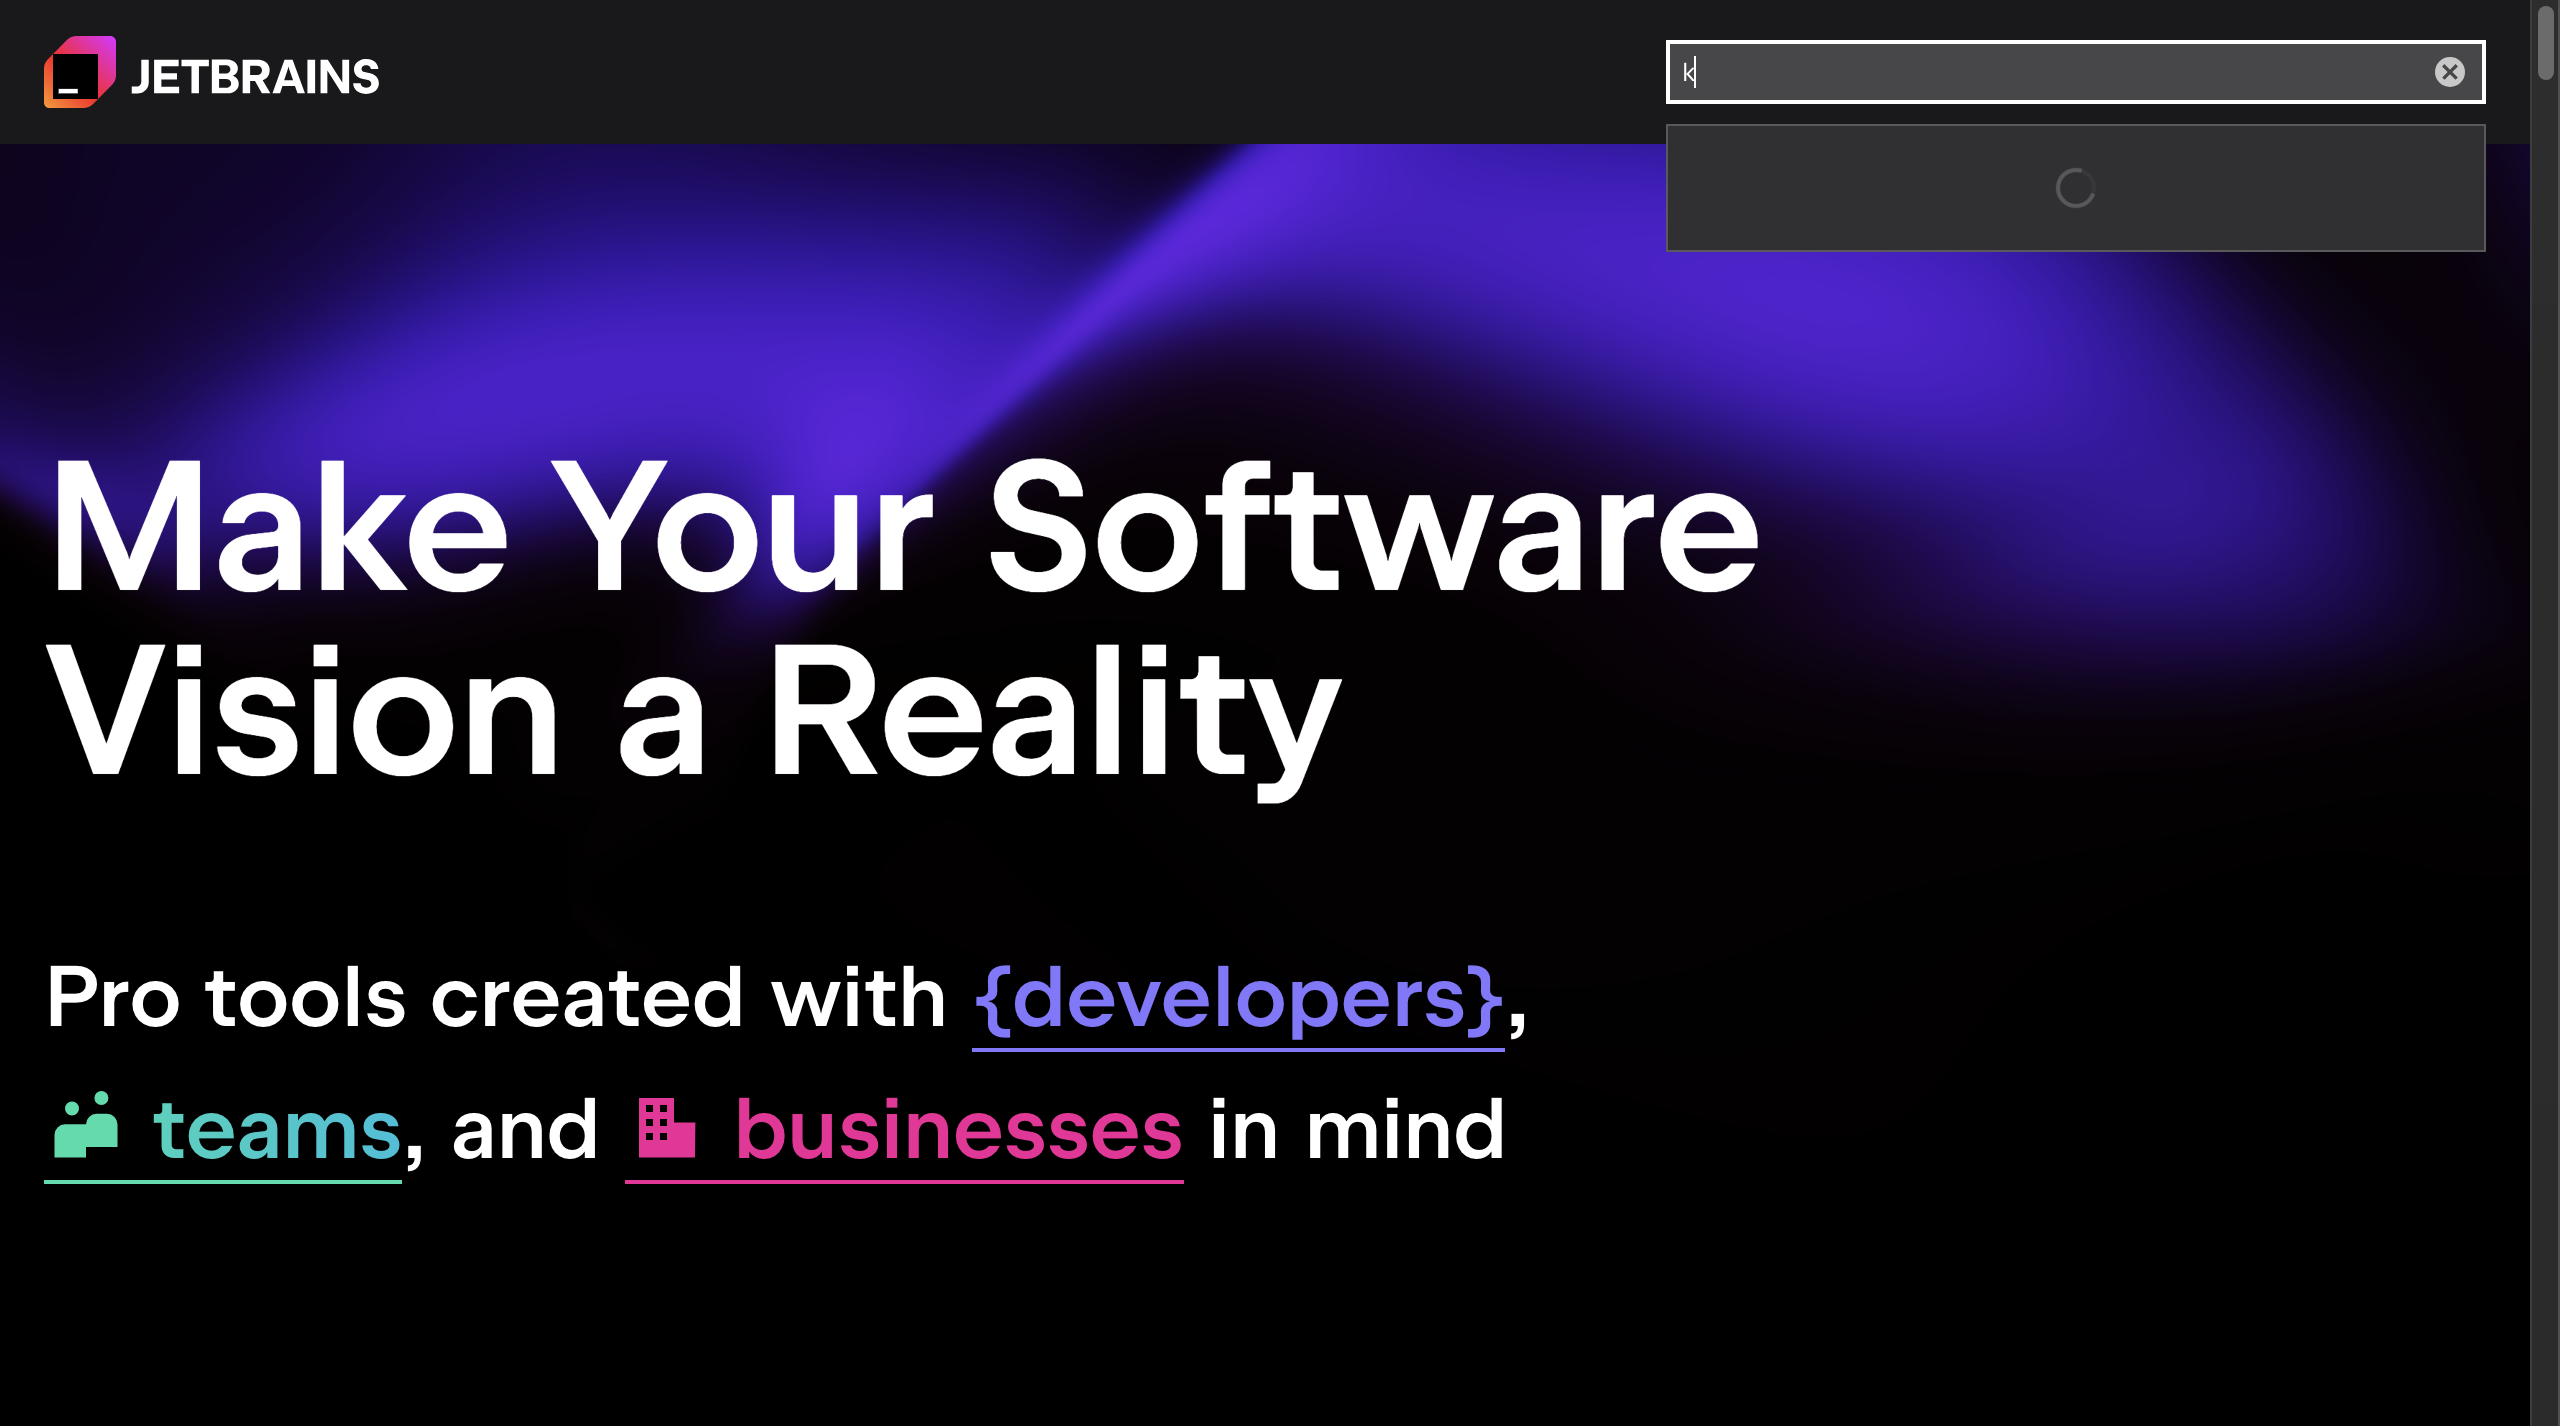 JETBRAINS
k
Make Your Software
Vision a Reality
Pro tools created with {developers},
teams, and businesses in mind